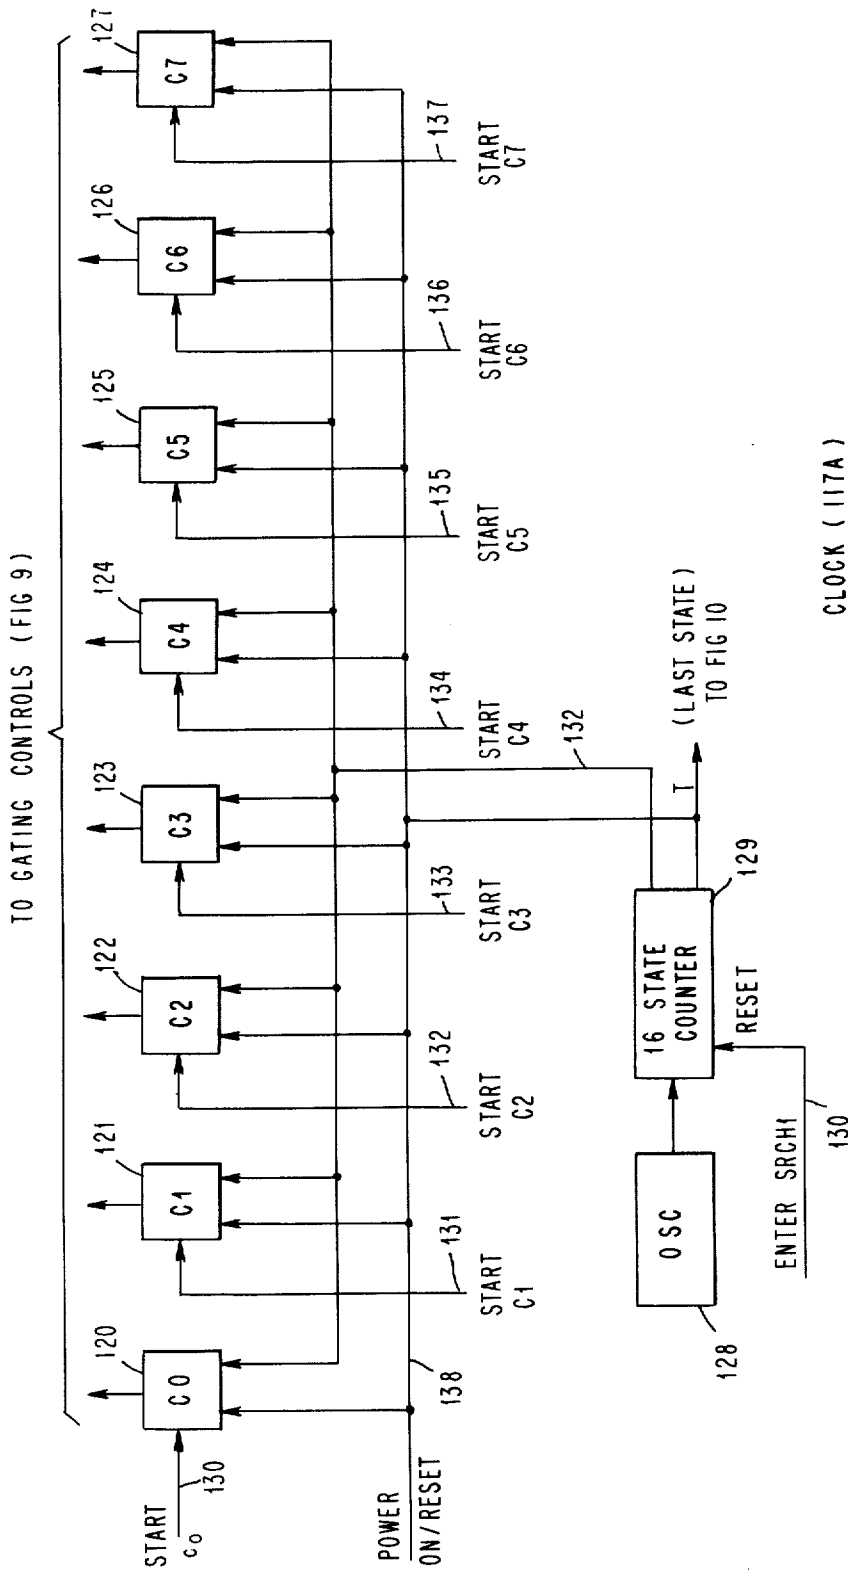 TO GATING CONTROLS (FIG 9)
120
121
122
123
124
125
126
127
C0
C1
C2
C3
C4
C5
C6
C7
START
c0
130
START
C1
131
START
C2
132
START
C3
133
START
C4
134
START
C5
135
START
C6
136
START
C7
137
POWER
ON/RESET
138
132
T
(LAST STATE)
TO FIG 10
OSC
128
16 STATE
COUNTER
129
RESET
ENTER SRCH1
130
CLOCK (117A)